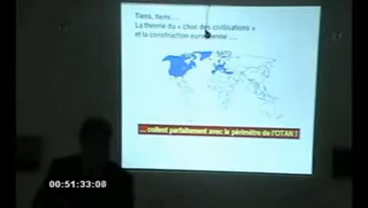 Tiens, tiens....
La théorie du « choc des civilisations »
et la construction européenne ....
NATO
... collent parfaitement avec le périmètre de l'OTAN !
00:51:33:08